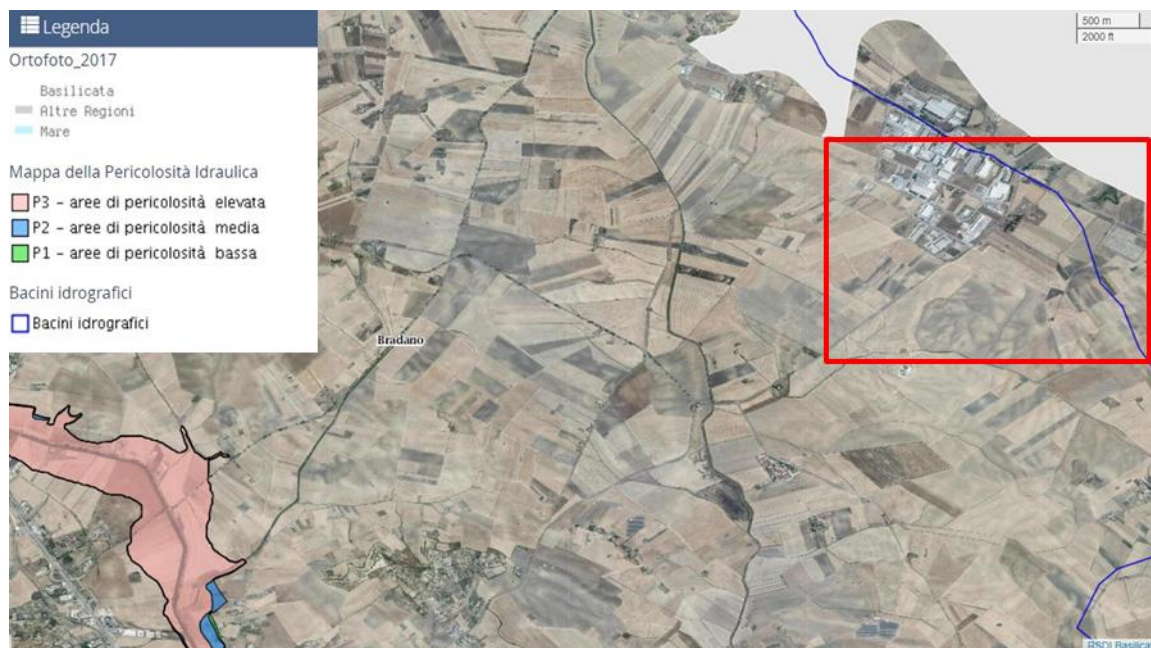 Legenda
Ortofoto_2017
Basilicata
Altre Regioni
Mare
Mappa della Pericolosità Idraulica
P3 - aree di pericolosità elevata
P2 - aree di pericolosità media
P1 - aree di pericolosità bassa
Bacini idrografici
Bacini idrografici
500 m
2000 ft
Bradano
RSDI Basilicat